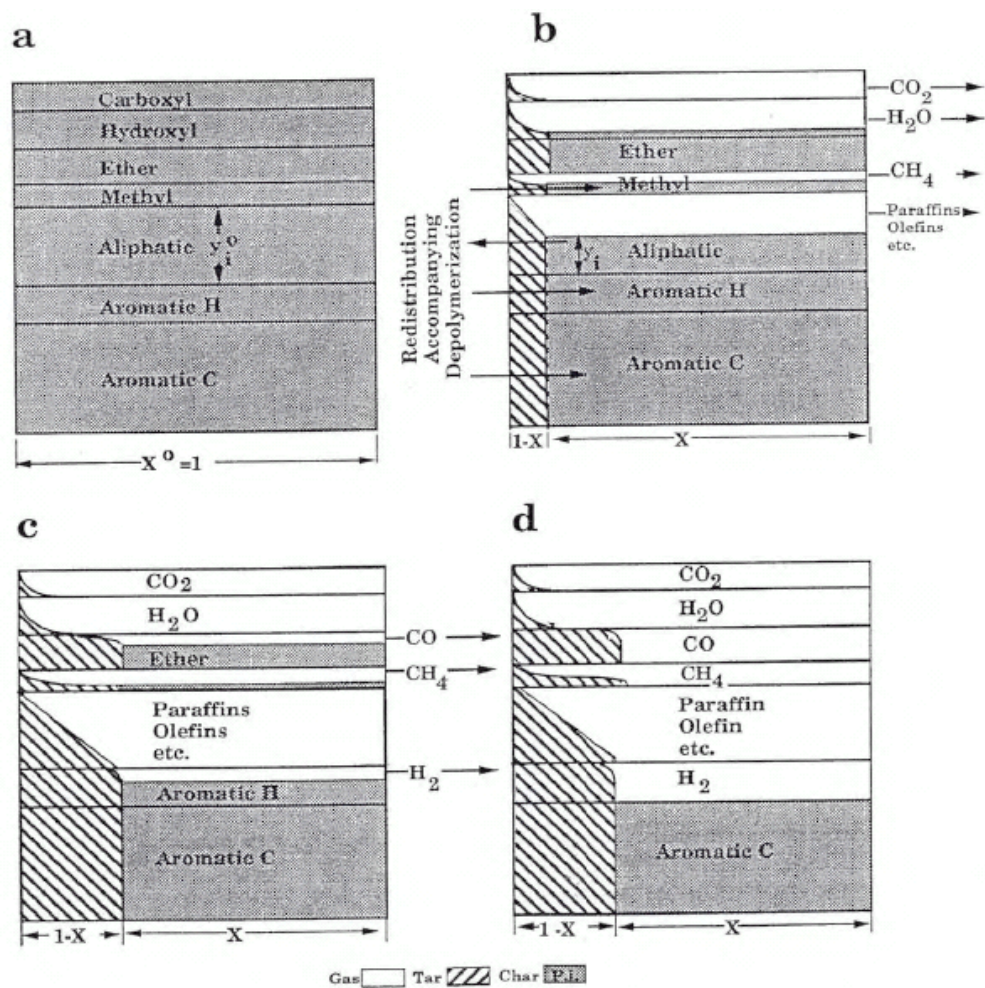 a
Carboxyl
Hydroxyl
Ether
Methyl
Aliphatic y i o
Aromatic H
Aromatic C
X o =1
b
CO2
H2O
Ether
CH4
Methyl
Paraffins
Olefins
etc.
Redistribution
Accompanying
Depolymerization
yi Aliphatic
Aromatic H
Aromatic C
1-X X
c
CO2
H2O
CO
Ether
CH4
Paraffins
Olefins
etc.
H2
Aromatic H
Aromatic C
1-X X
d
CO2
H2O
CO
CH4
Paraffin
Olefin
etc.
H2
Aromatic C
1-X X
Gas Tar Char P.i.